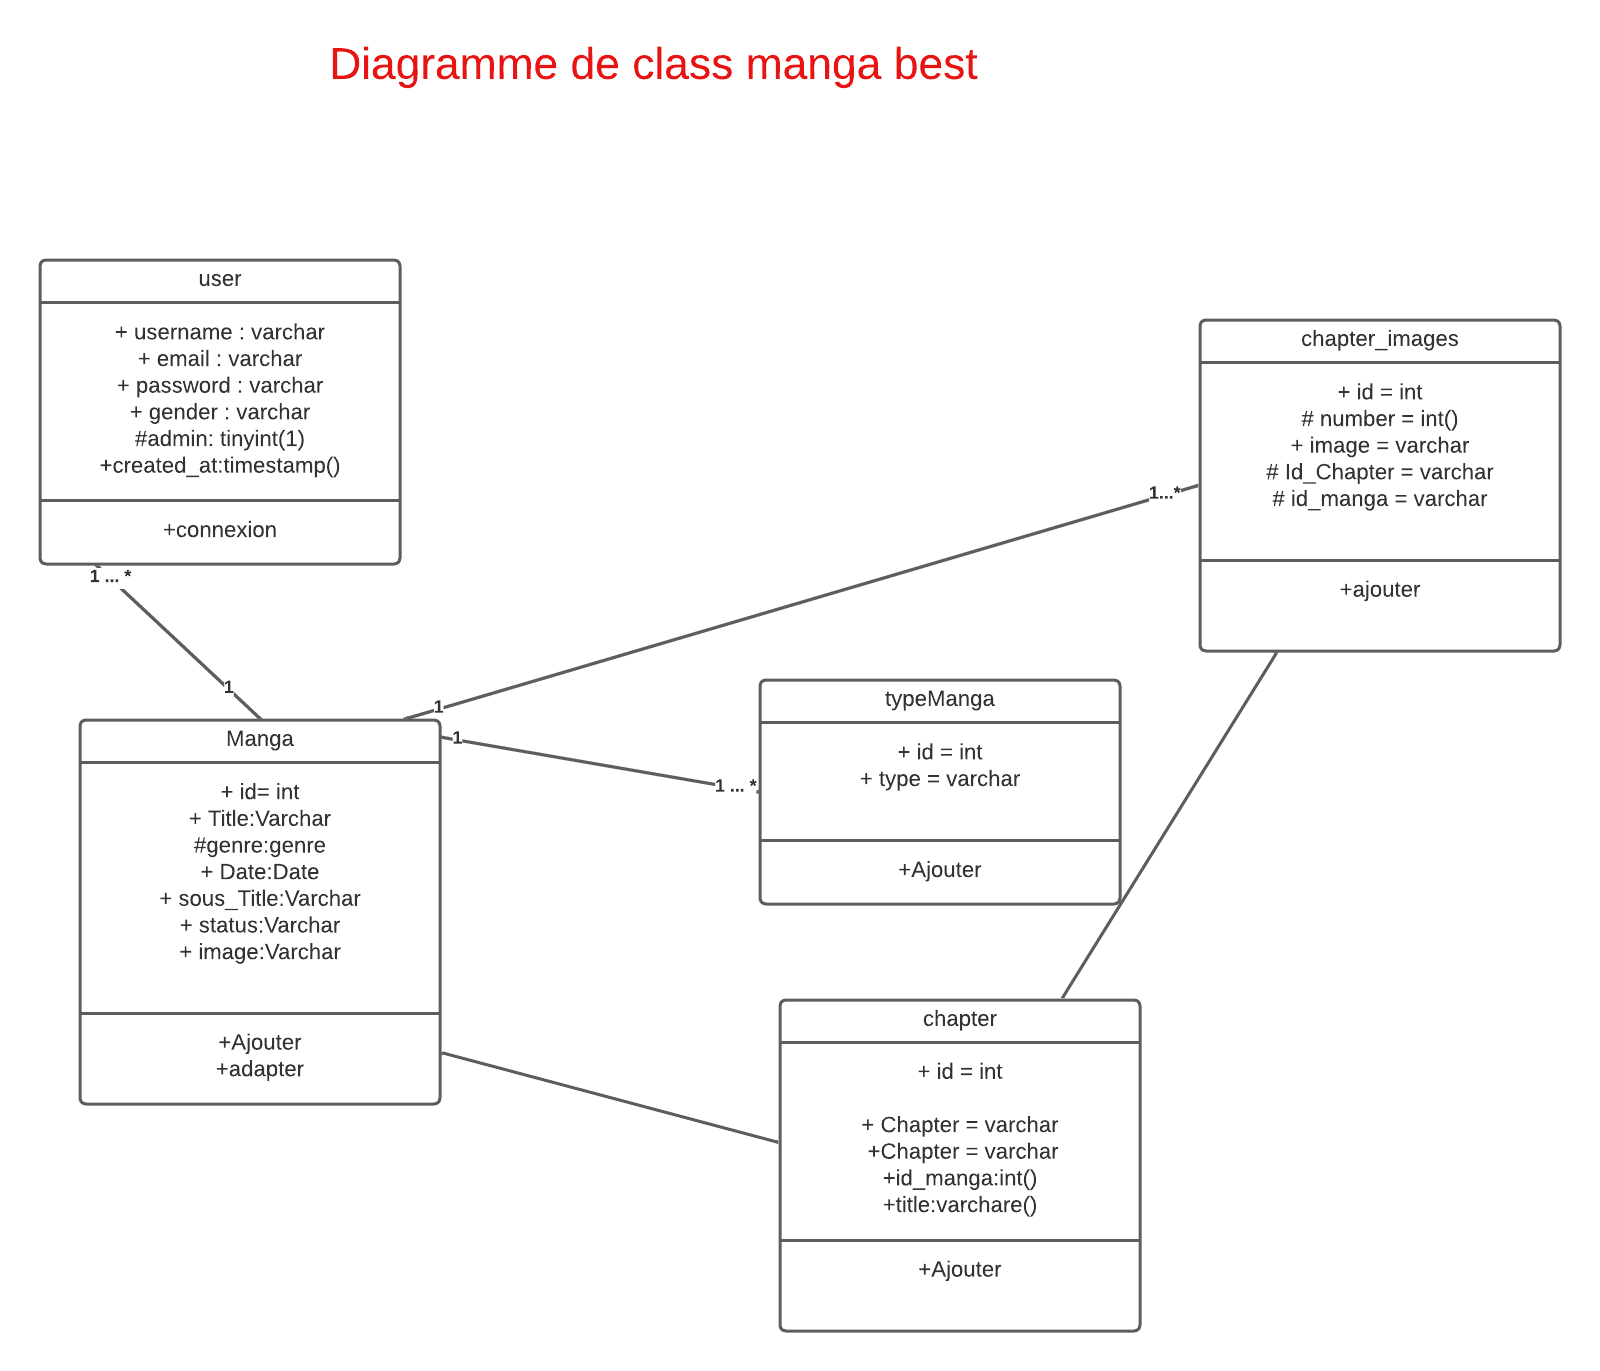 Diagramme de class manga best
user
+ username : varchar
+ email : varchar
+ password : varchar
+ gender : varchar
#admin: tinyint(1)
+created_at:timestamp()
+connexion
1 ... *
1
chapter_images
+ id = int
# number = int()
+ image = varchar
# Id_Chapter = varchar
# id_manga = varchar
+ajouter
1...*
1
1
1 ... *
Manga
+ id= int
+ Title:Varchar
#genre:genre
+ Date:Date
+ sous_Title:Varchar
+ status:Varchar
+ image:Varchar
+Ajouter
+adapter
typeManga
+ id = int
+ type = varchar
+Ajouter
chapter
+ id = int
+ Chapter = varchar
+Chapter = varchar
+id_manga:int()
+title:varchare()
+Ajouter